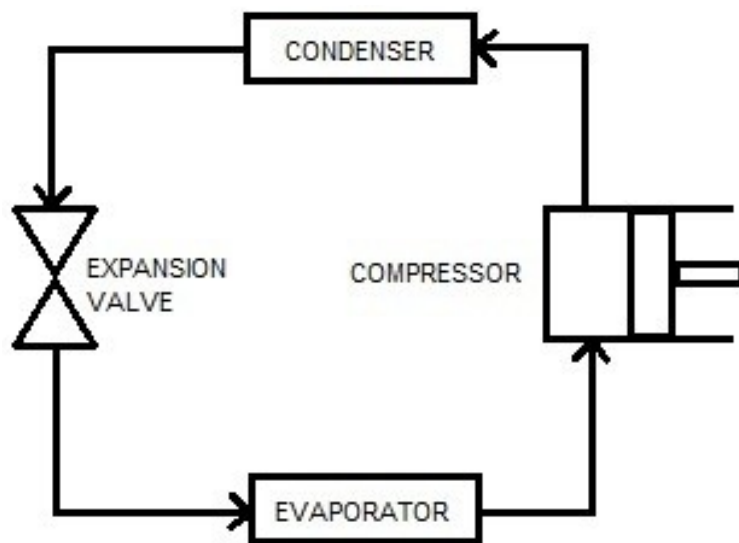 CONDENSER
EXPANSION
VALVE
COMPRESSOR
EVAPORATOR